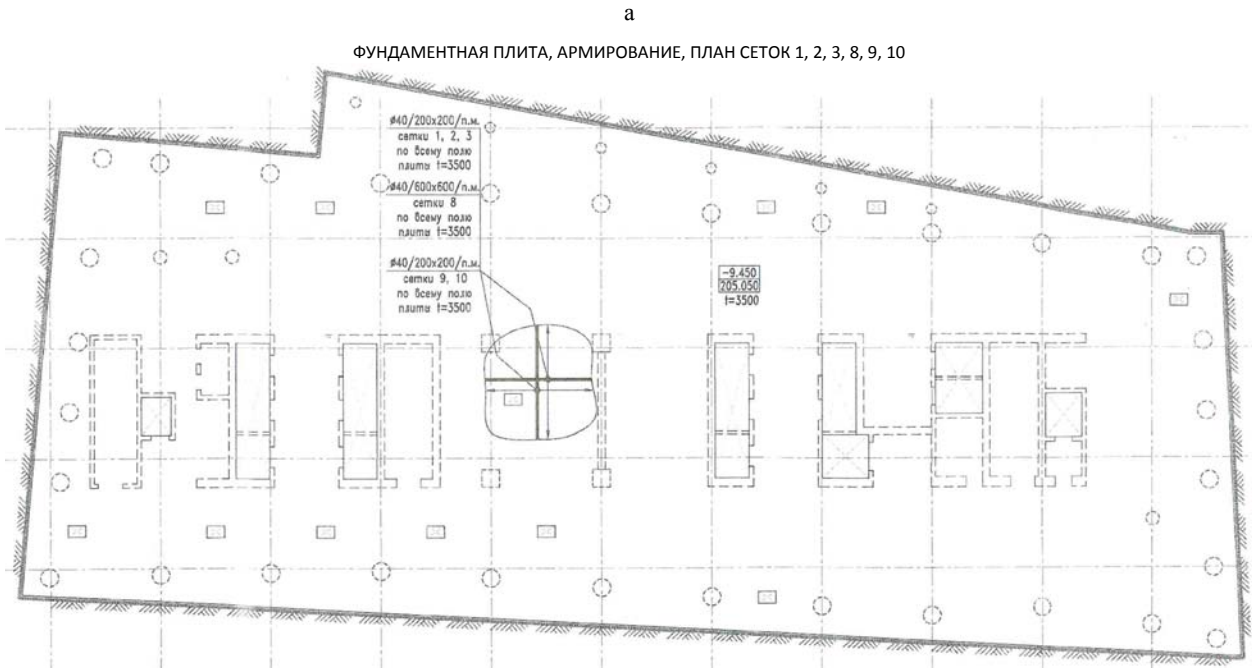 а
ФУНДАМЕНТНАЯ ПЛИТА, АРМИРОВАНИЕ, ПЛАН СЕТОК 1, 2, 3, 8, 9, 10
ø40/200x200/п.м.
сетки 1, 2, 3
по всему полю
плиты t=3500
ø40/600x600/п.м.
сетки 8
по всему полю
плиты t=3500
ø40/200x200/п.м.
сетки 9, 10
по всему полю
плиты t=3500
-9.450
205.050
t=3500